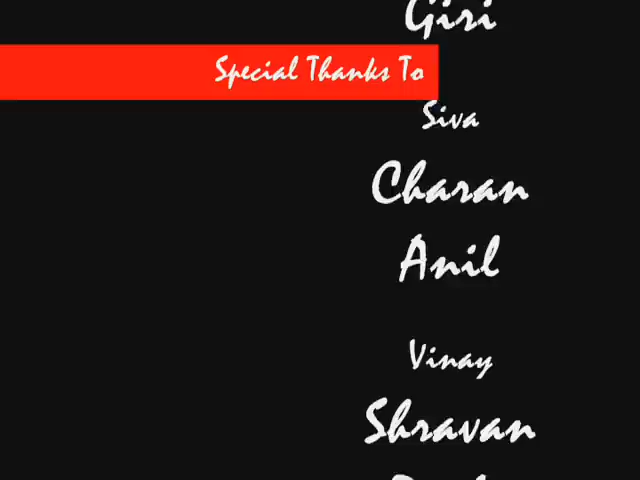 Giri
Special Thanks To
Siva
Charan
Anil
Vinay
Shravan